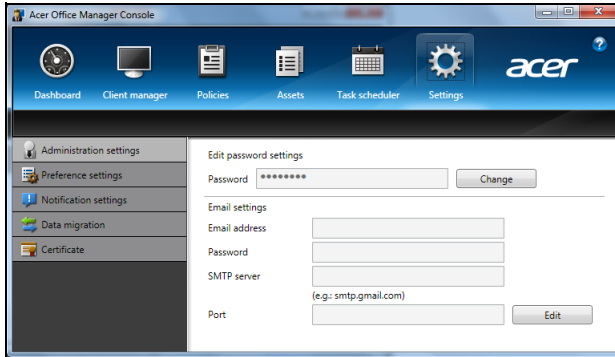 Acer Office Manager Console
acer
Dashboard Client manager Policies Assets Task scheduler Settings
Administration settings
Preference settings
Notification settings
Data migration
Certificate
Edit password settings
Password ******** Change
Email settings
Email address
Password
SMTP server
(e.g.: smtp.gmail.com)
Port Edit